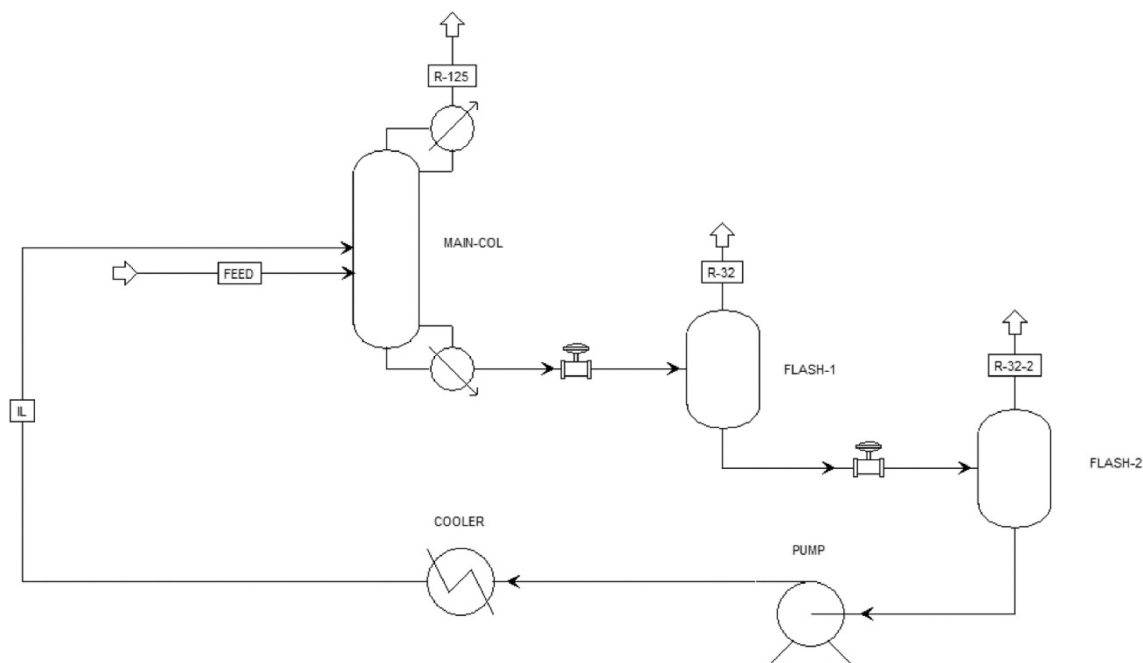 R-125
MAIN-COL
FEED
R-32
FLASH-1
R-32-2
FLASH-2
IL
COOLER
PUMP